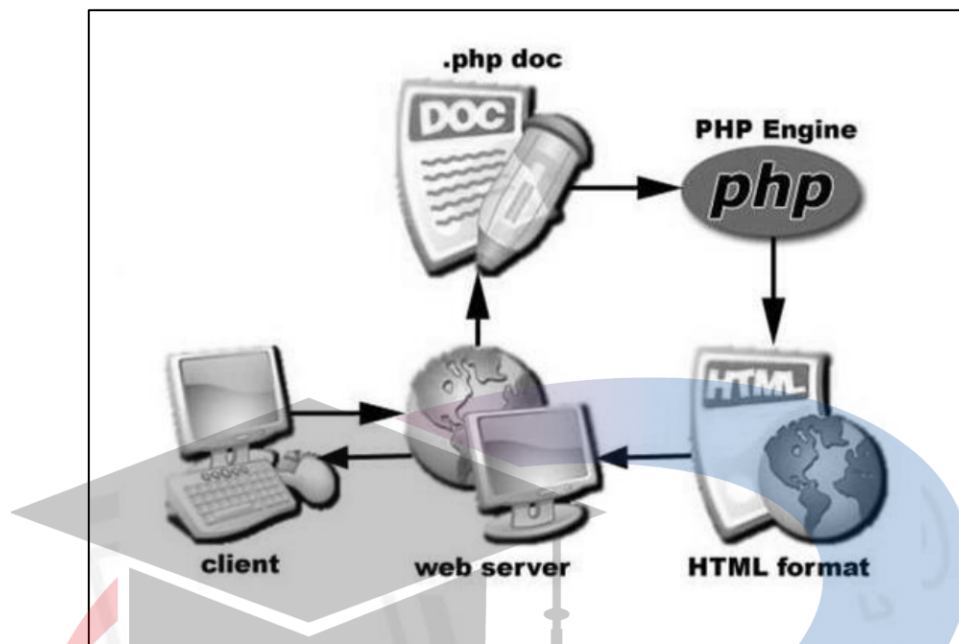 .php doc
DOC
PHP Engine
php
HTML
client
web server
HTML format